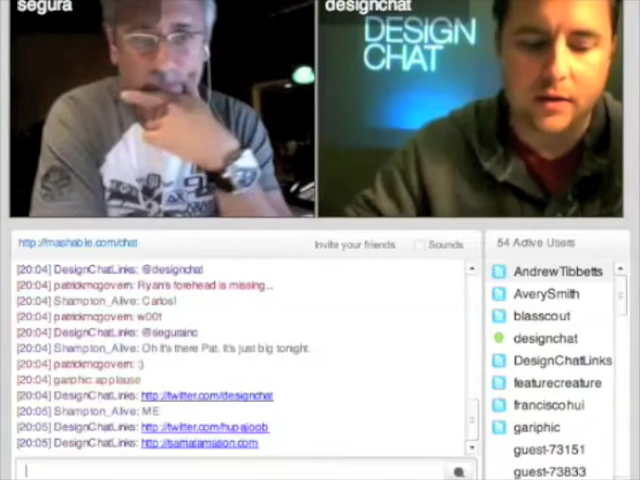 segura
designchat
DESIGN
CHAT
http://mashable.com/chat
Invite your friends
Sounds
54 Active Users
[20:04] DesignChatLinks: @designchat
[20:04] patrickmcgovern: Ryan's forehead is missing...
[20:04] Shampton_Alive: Carlos!
[20:04] patrickmcgovern: w00t
[20:04] DesignChatLinks: @segurainc
[20:04] Shampton_Alive: Oh it's there Pat. It's just big tonight.
[20:04] patrickmcgovern: :)
[20:04] gariphic: applause
[20:04] DesignChatLinks: http://twitter.com/designchat
[20:05] Shampton_Alive: ME
[20:05] DesignChatLinks: http://twitter.com/hupajoob
[20:05] DesignChatLinks: http://samatamason.com
AndrewTibbetts
AverySmith
blasscout
designchat
DesignChatLinks
featurecreature
franciscohui
gariphic
guest-73151
guest-73833